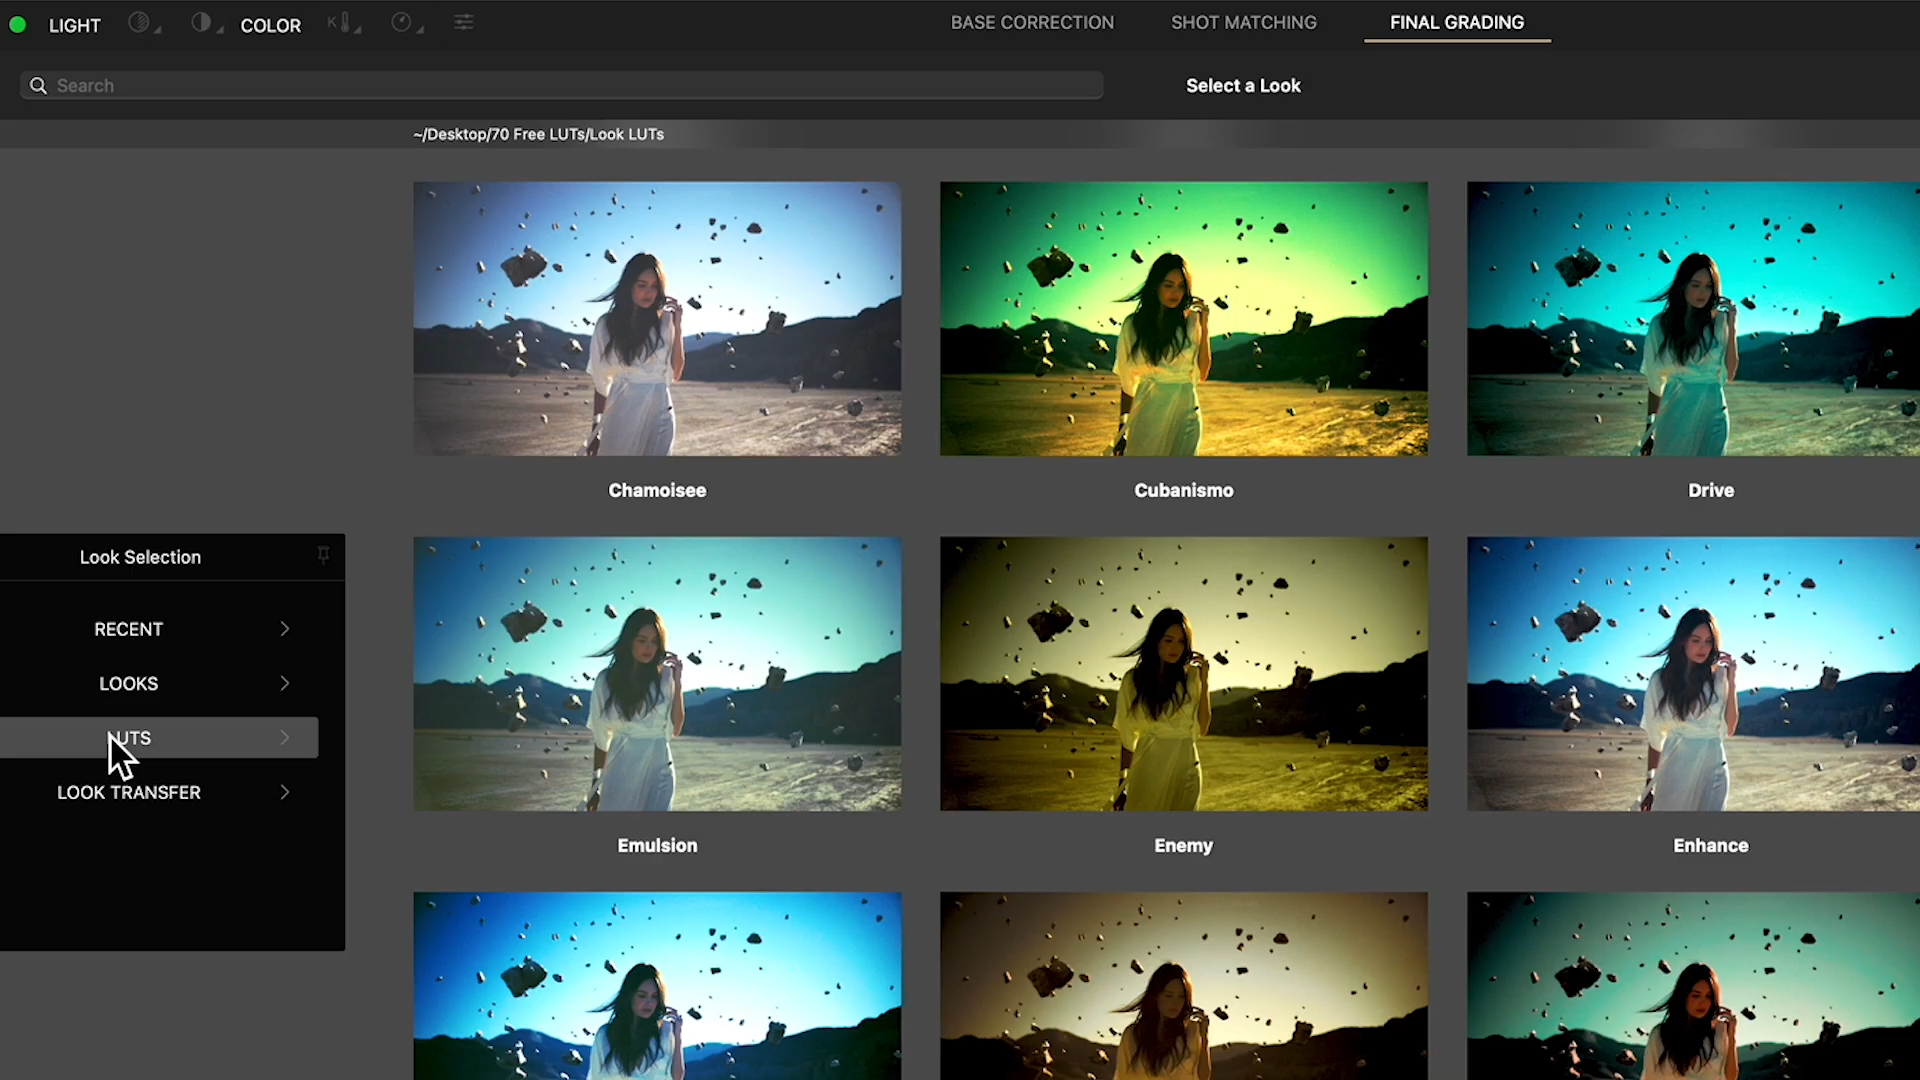 LIGHT
COLOR
K
BASE CORRECTION
SHOT MATCHING
FINAL GRADING
Search
Select a Look
~/Desktop/70 Free LUTs/Look LUTs
Chamoisee
Cubanismo
Drive
Look Selection
RECENT
LOOKS
LUTS
LOOK TRANSFER
Emulsion
Enemy
Enhance